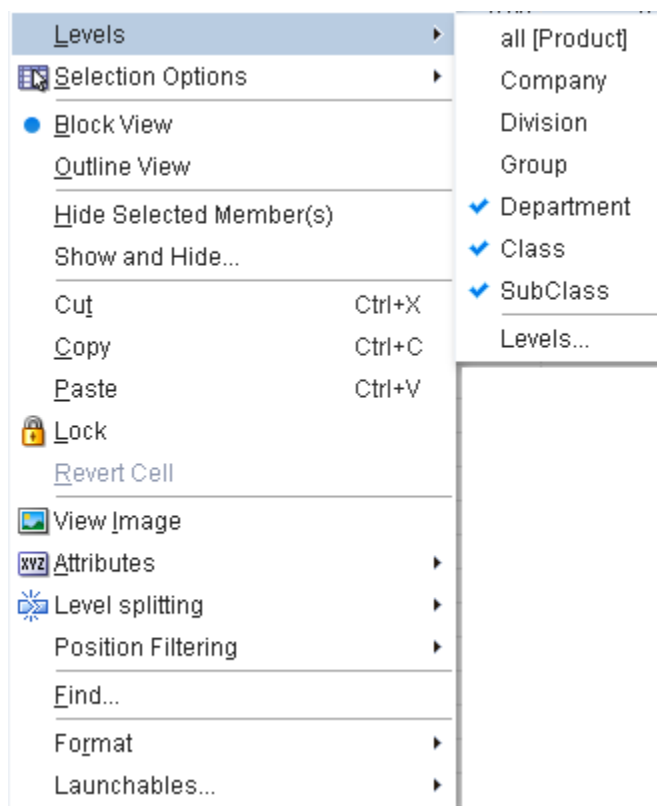 Levels
Selection Options
Block View
Outline View
Hide Selected Member(s)
Show and Hide...
Cut Ctrl+X
Copy Ctrl+C
Paste Ctrl+V
Lock
Revert Cell
View Image
XYZ Attributes
Level splitting
Position Filtering
Find...
Format
Launchables...
all [Product]
Company
Division
Group
Department
Class
SubClass
Levels...